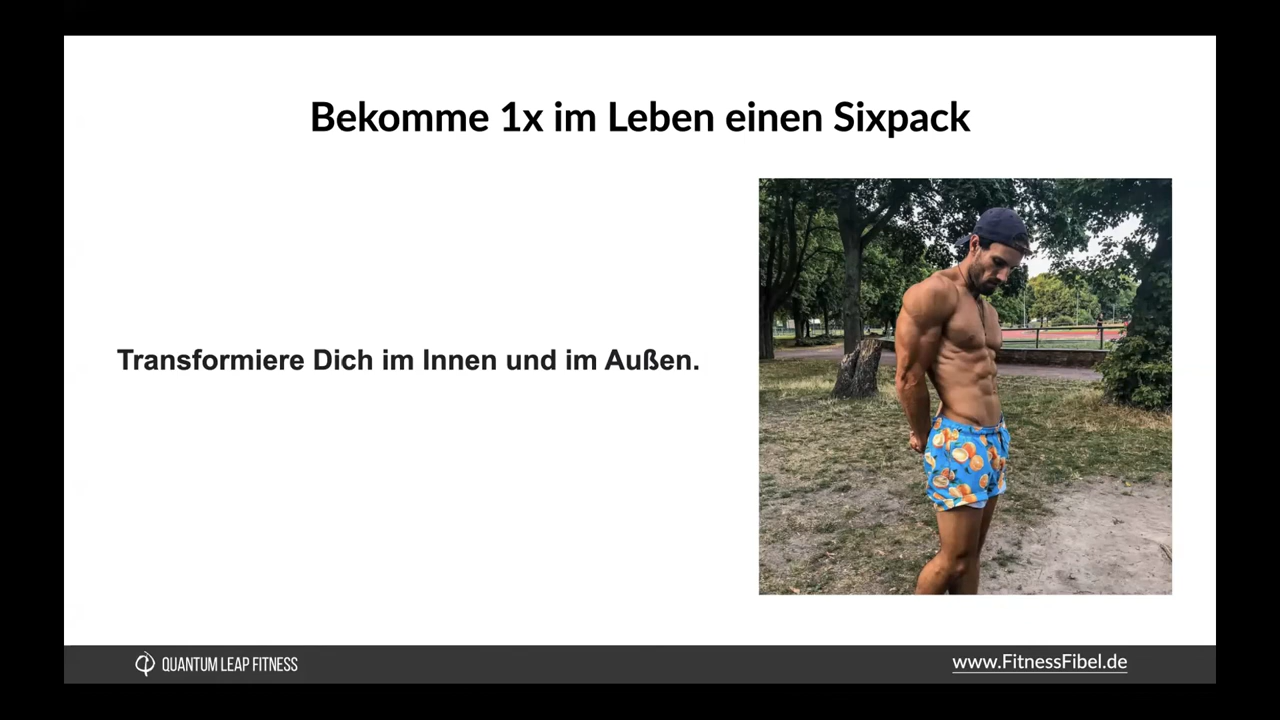 Bekomme 1x im Leben einen Sixpack
Transformiere Dich im Innen und im Außen.
QUANTUM LEAP FITNESS
www.FitnessFibel.de